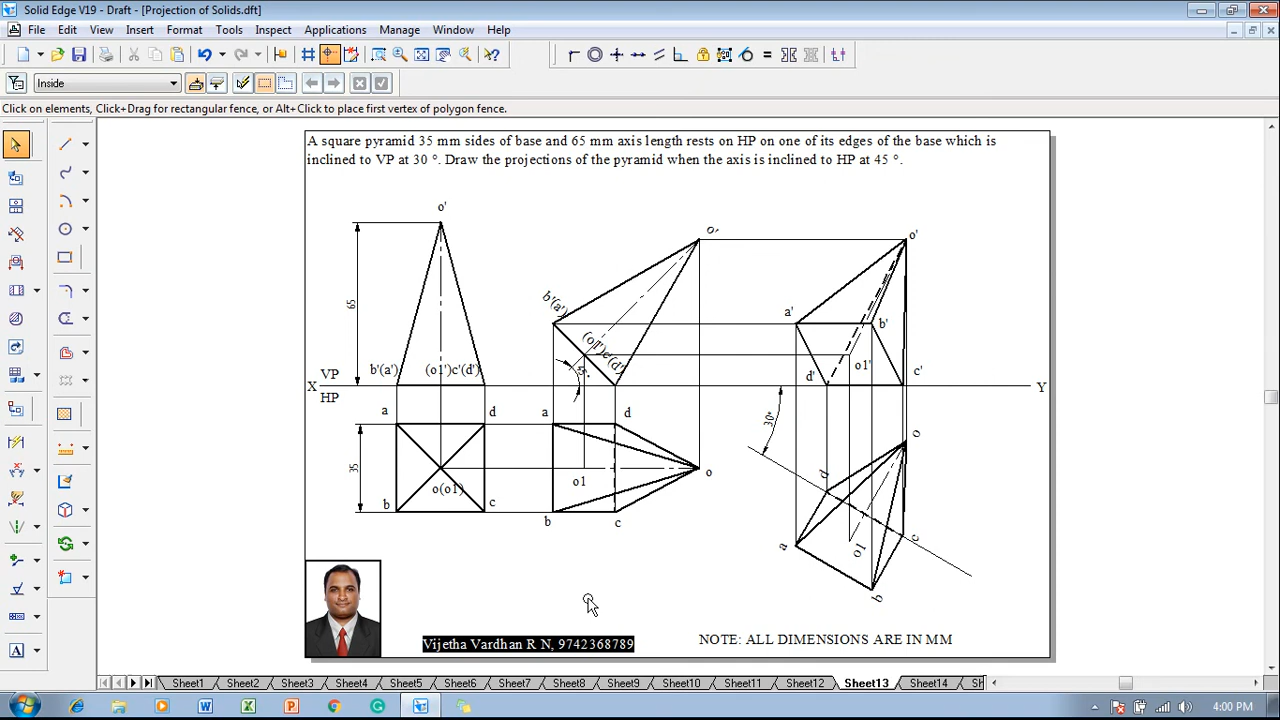 Solid Edge V19 - Draft - [Projection of Solids.dft]
File Edit View Insert Format Tools Inspect Applications Manage Window Help
Inside
Click on elements, Click+Drag for rectangular fence, or Alt+ Click to place first vertex of polygon fence.
A square pyramid 35 mm sides of base and 65 mm axis length rests on HP on one of its edges of the base which is
inclined to VP at 30 °. Draw the projections of the pyramid when the axis is inclined to HP at 45 °.
o' o' o'
b'(a') a' b'
65
(o1')c'(d')
45°
VP b'(a') (o1')c'(d') d' o1' c'
X Y
HP
a d a d
30°
o
35
o(o1) o1 o d
b c b c
a o1 c
b
Vijetha Vardhan R N, 9742368789
NOTE: ALL DIMENSIONS ARE IN MM
Sheet1 Sheet2 Sheet3 Sheet4 Sheet5 Sheet6 Sheet7 Sheet8 Sheet9 Sheet10 Sheet11 Sheet12 Sheet13 Sheet14 Sl
4:00 PM